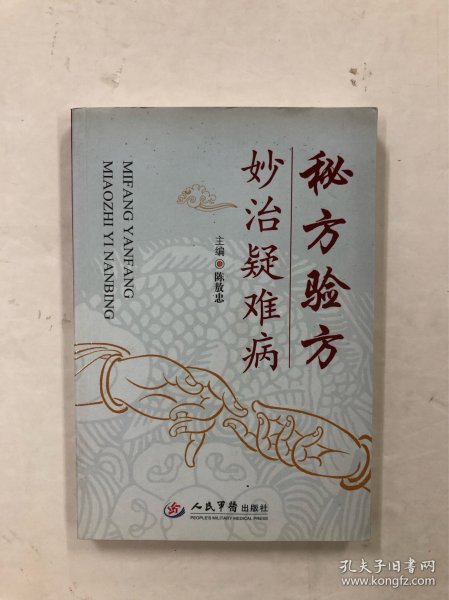 秘方验方
妙治疑难病
主编 陈放忠
MIFANG YANFANG
MIAOZHI YI NANBING
人民军医出版社
PEOPLE'S MILITARY MEDICAL PRESS
孔夫子旧书网
www.kongfz.com